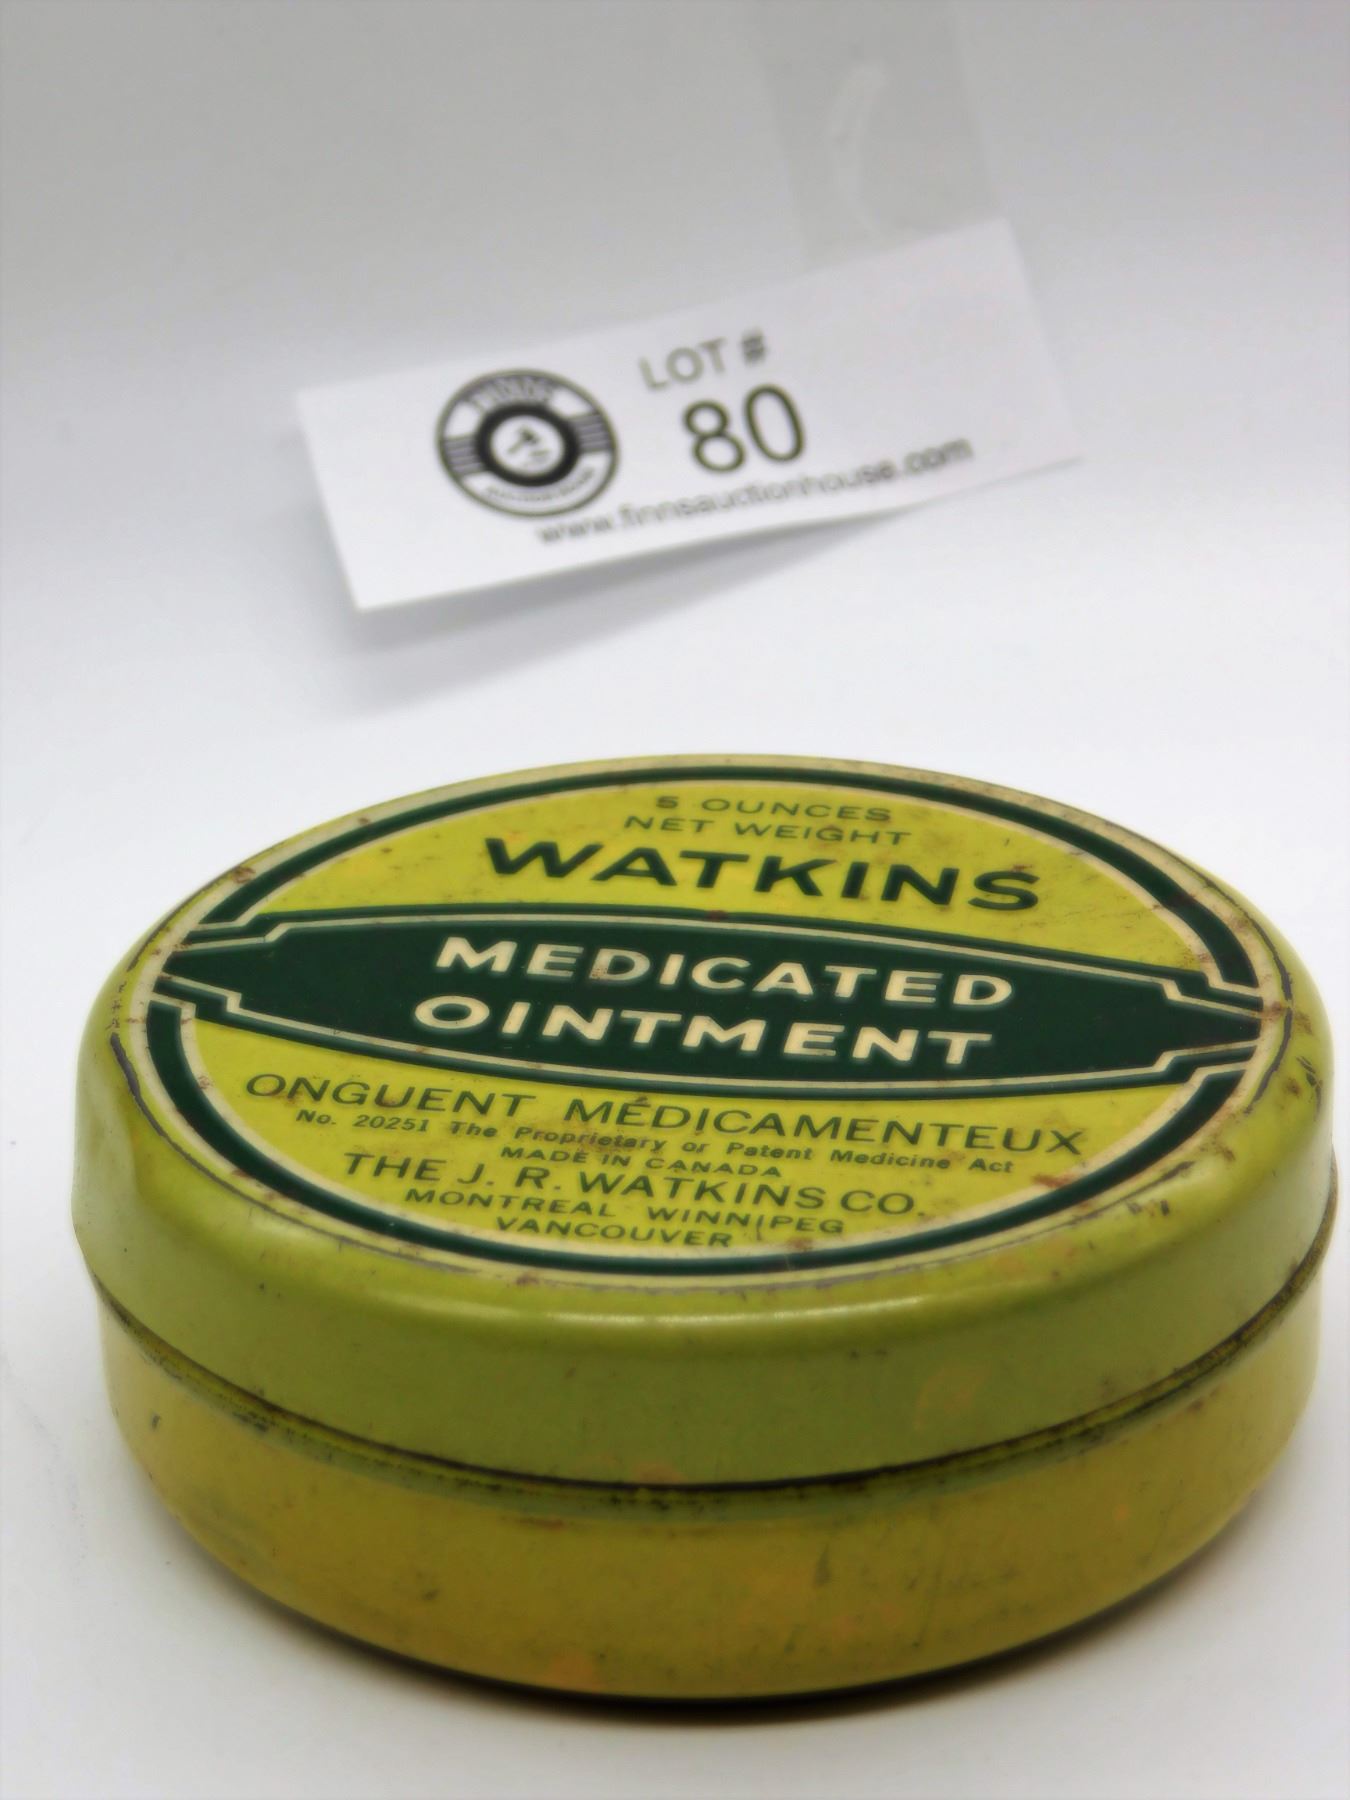 LOT #
80
www.finnsauctionhouse.com
5 OUNCES
NET WEIGHT
WATKINS
MEDICATED
OINTMENT
ONGUENT MÉDICAMENTEUX
No. 20251 The Proprietary or Patent Medicine Act
MADE IN CANADA
THE J. R. WATKINS CO.
MONTREAL WINNIPEG
VANCOUVER